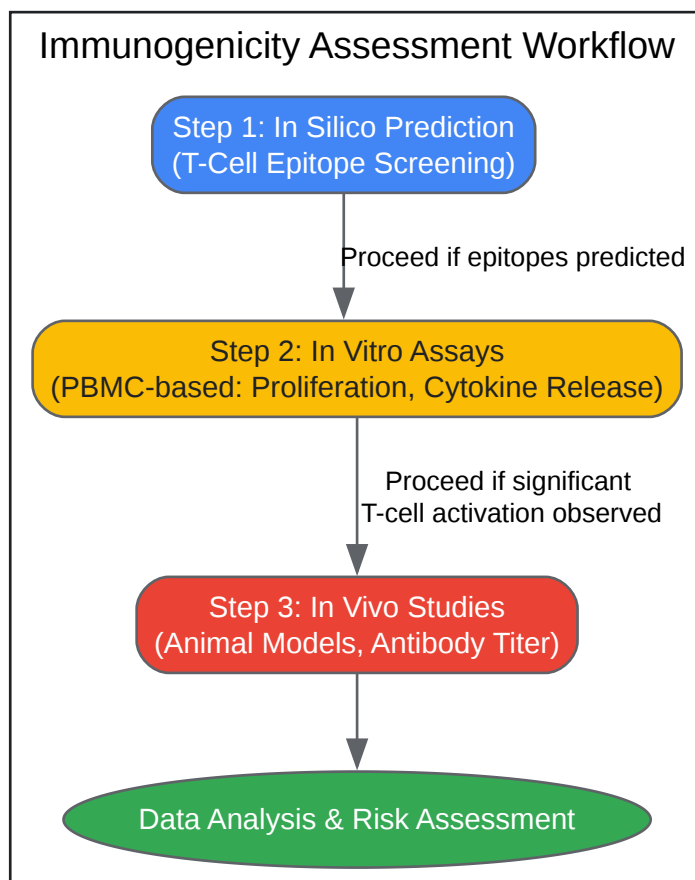 Immunogenicity Assessment Workflow
Step 1: In Silico Prediction
(T-Cell Epitope Screening)
Proceed if epitopes predicted
Step 2: In Vitro Assays
(PBMC-based: Proliferation, Cytokine Release)
Proceed if significant
T-cell activation observed
Step 3: In Vivo Studies
(Animal Models, Antibody Titer)
Data Analysis & Risk Assessment